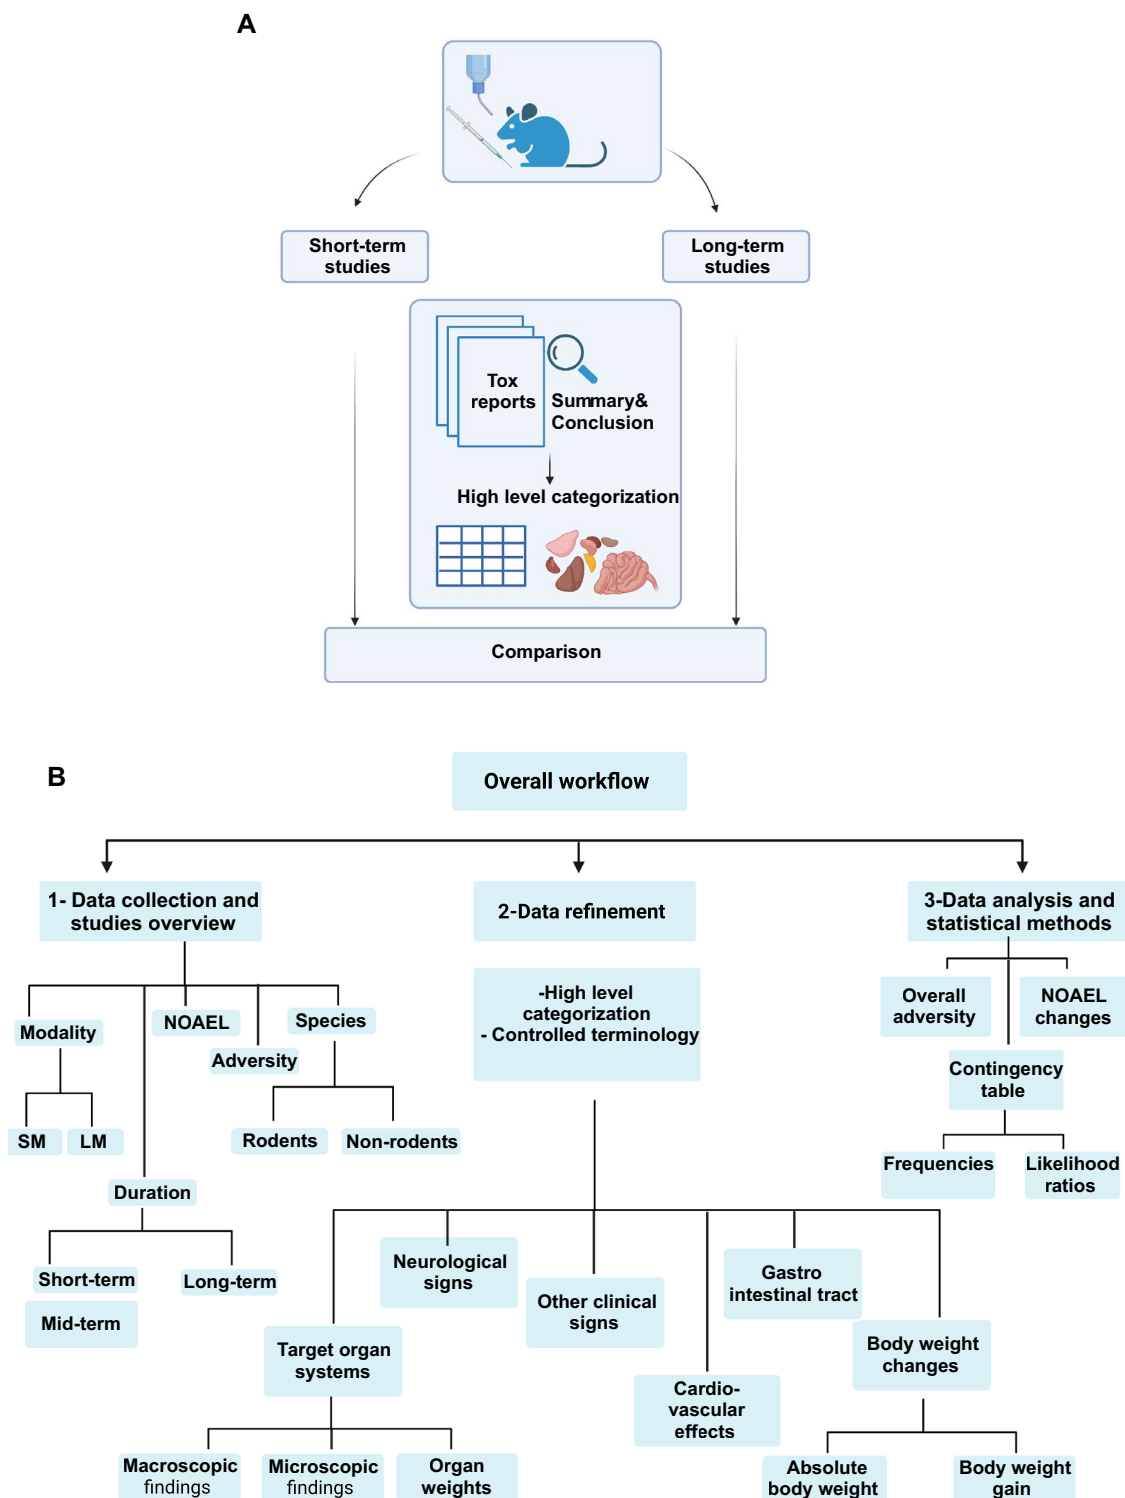 A
Short-term
studies
Long-term
studies
Tox
reports
Summary&
Conclusion
High level categorization
Comparison
B
Overall workflow
1- Data collection and
studies overview
2-Data refinement
3-Data analysis and
statistical methods
Modality
NOAEL
Species
Adversity
SM
LM
Rodents
Non-rodents
Duration
Short-term
Long-term
Mid-term
-High level
categorization
- Controlled terminology
Overall
adversity
NOAEL
changes
Contingency
table
Frequencies
Likelihood
ratios
Neurological
signs
Other clinical
signs
Gastro
intestinal tract
Target organ
systems
Cardio-
vascular
effects
Body weight
changes
Macroscopic
findings
Microscopic
findings
Organ
weights
Absolute
body weight
Body weight
gain